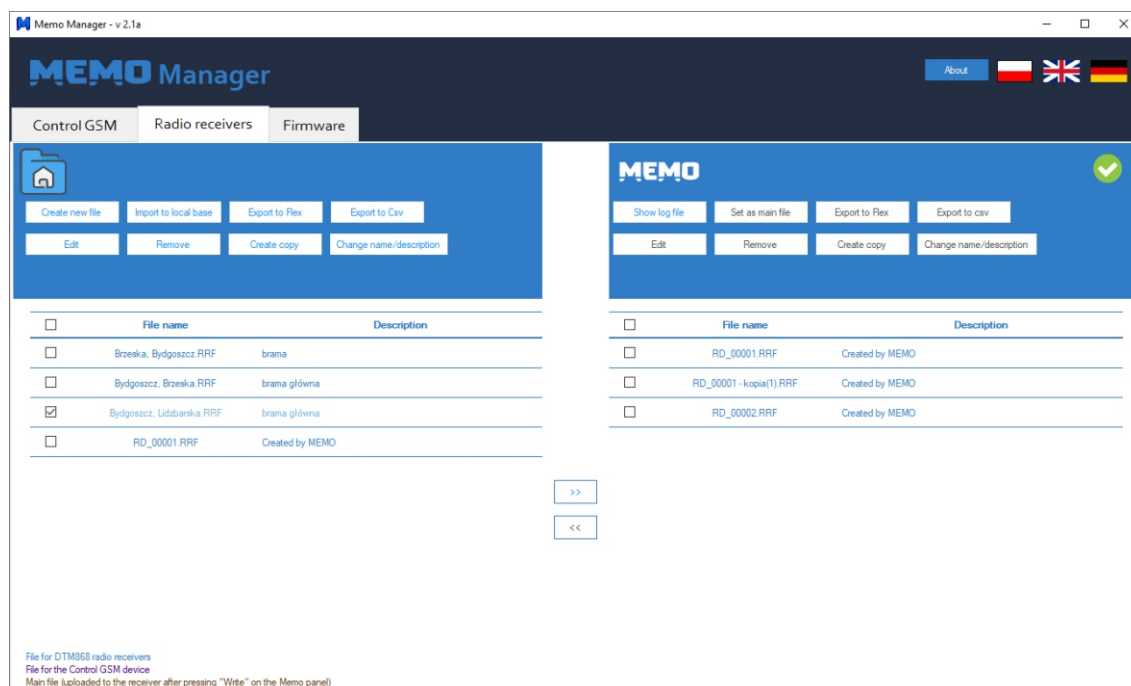 Memo Manager - v 2.1a
MEMO Manager
About
Control GSM Radio receivers Firmware
Create new file Import to local base Export to Flex Export to Csv
Edit Remove Create copy Change name/description
MEMO
Show log file Set as main file Export to Flex Export to csv
Edit Remove Create copy Change name/description
File name Description
Brzeska, Bydgoszcz.RRF brama
Bydgoszcz, Brzeska.RRF brama główna
Bydgoszcz, Lidzbarska.RRF brama główna
RD_00001.RRF Created by MEMO
File name Description
RD_00001.RRF Created by MEMO
RD_00001 - kopia(1).RRF Created by MEMO
RD_00002.RRF Created by MEMO
>>
<<
File for DTM868 radio receivers
File for the Control GSM device
Main file (uploaded to the receiver after pressing "Write" on the Memo panel)